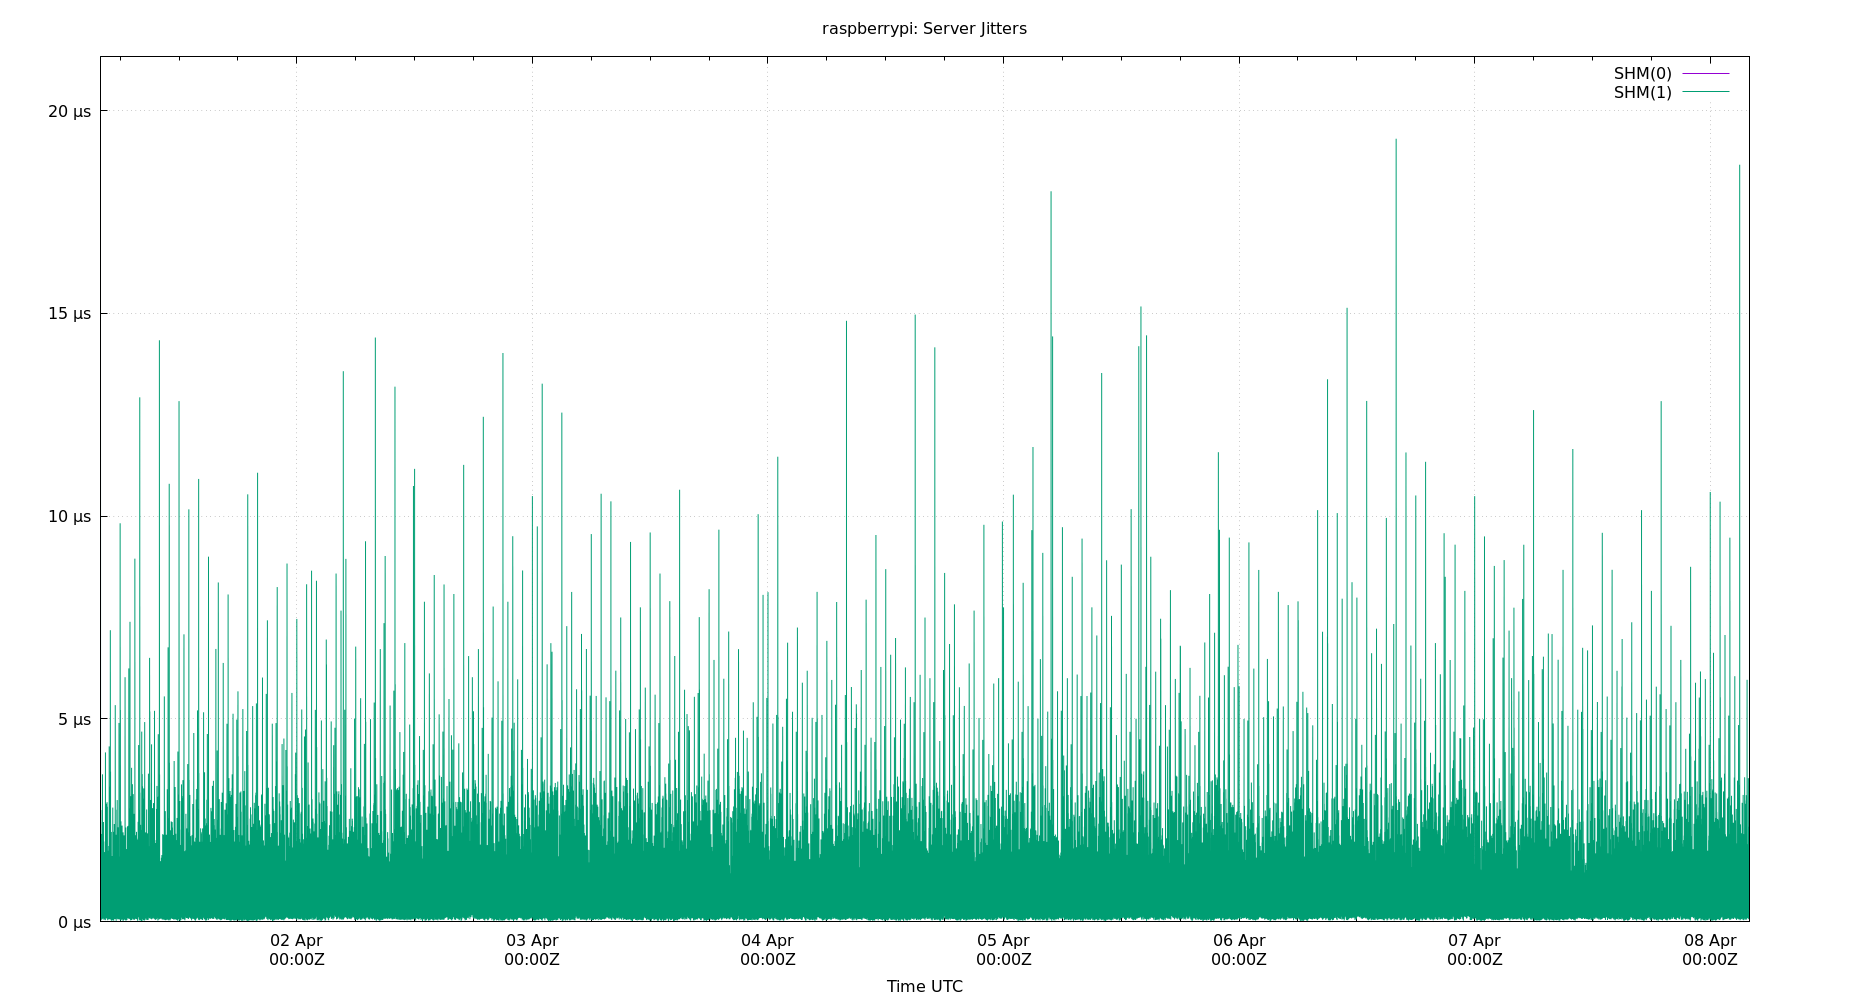 raspberrypi: Server Jitters
SHM(0)
SHM(1)
20 µs
15 µs
10 µs
5 µs
0 µs
02 Apr 03 Apr 04 Apr 05 Apr 06 Apr 07 Apr 08 Apr
00:00Z 00:00Z 00:00Z 00:00Z 00:00Z 00:00Z 00:00Z
Time UTC